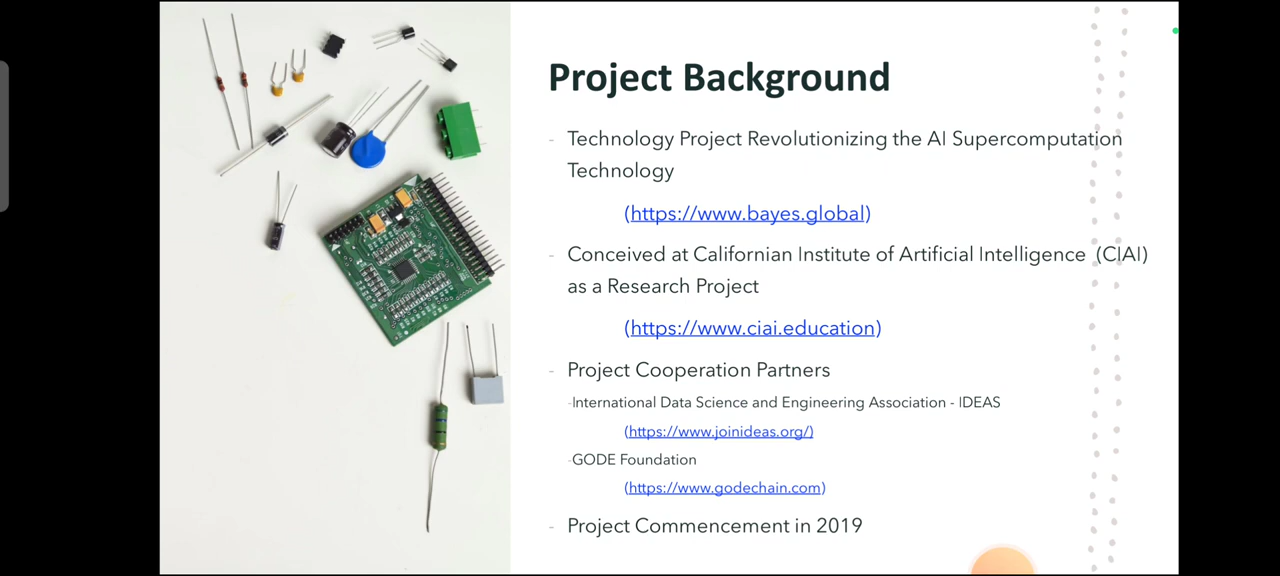 Project Background
- Technology Project Revolutionizing the AI Supercomputation
Technology
(https://www.bayes.global)
- Conceived at Californian Institute of Artificial Intelligence (CIAI)
as a Research Project
(https://www.ciai.education)
- Project Cooperation Partners
-International Data Science and Engineering Association - IDEAS
(https://www.joinideas.org/)
-GODE Foundation
(https://www.godechain.com)
- Project Commencement in 2019